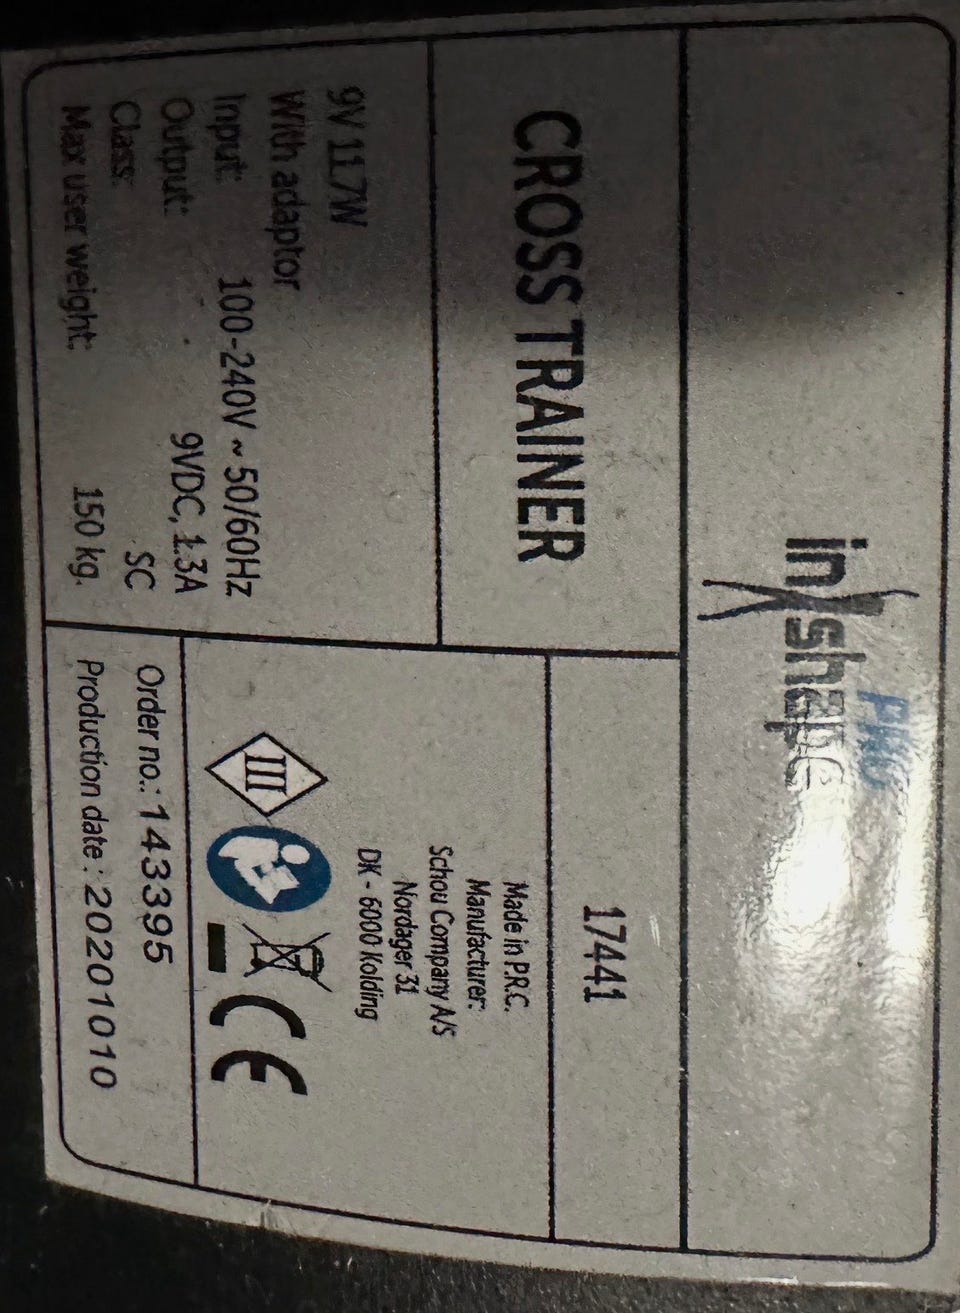 inshape
PRO
CROSS TRAINER
17441
9V 11.7W
With adaptor
Input: 100-240V ~ 50/60Hz
Output: 9VDC, 1.3A
Class: SC
Max user weight: 150 kg.
Made in P.R.C.
Manufacturer:
Schou Company A/S
Nordager 31
DK - 6000 Kolding
III
CE
Order no.: 143395
Production date: 20201010